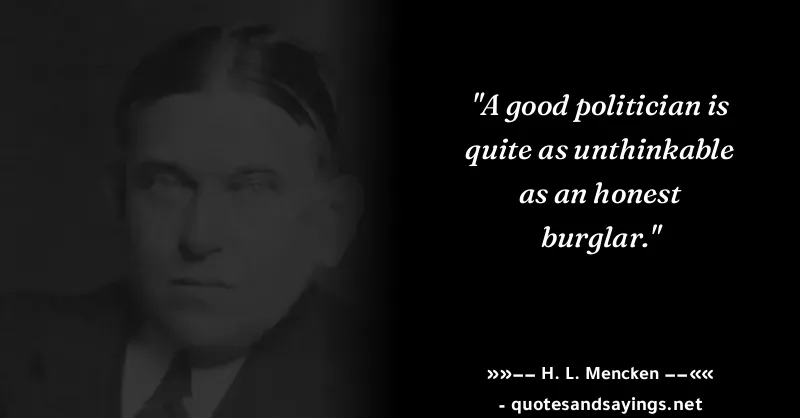 "A good politician is
quite as unthinkable
as an honest
burglar."
»»−− H. L. Mencken −−««
- quotesandsayings.net